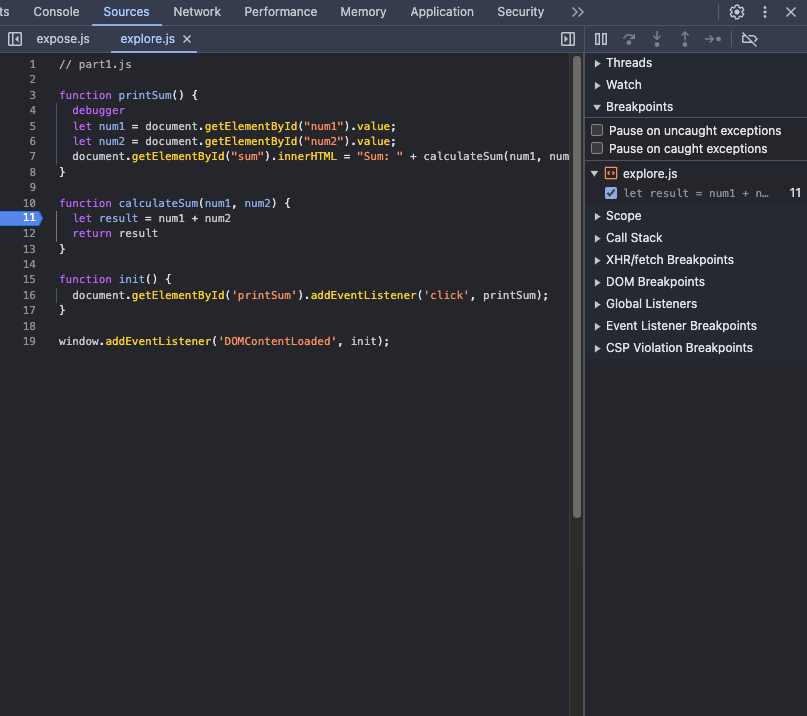 ts Console Sources Network Performance Memory Application Security
expose.js explore.js
1 // part1.js
2
3 function printSum() {
4 debugger
5 let num1 = document.getElementById("num1").value;
6 let num2 = document.getElementById("num2").value;
7 document.getElementById("sum").innerHTML = "Sum: " + calculateSum(num1, num
8 }
9
10 function calculateSum(num1, num2) {
11 let result = num1 + num2
12 return result
13 }
14
15 function init() {
16 document.getElementById('printSum').addEventListener('click', printSum);
17 }
18
19 window.addEventListener('DOMContentLoaded', init);
Threads
Watch
Breakpoints
Pause on uncaught exceptions
Pause on caught exceptions
explore.js
let result = num1 + n… 11
Scope
Call Stack
XHR/fetch Breakpoints
DOM Breakpoints
Global Listeners
Event Listener Breakpoints
CSP Violation Breakpoints